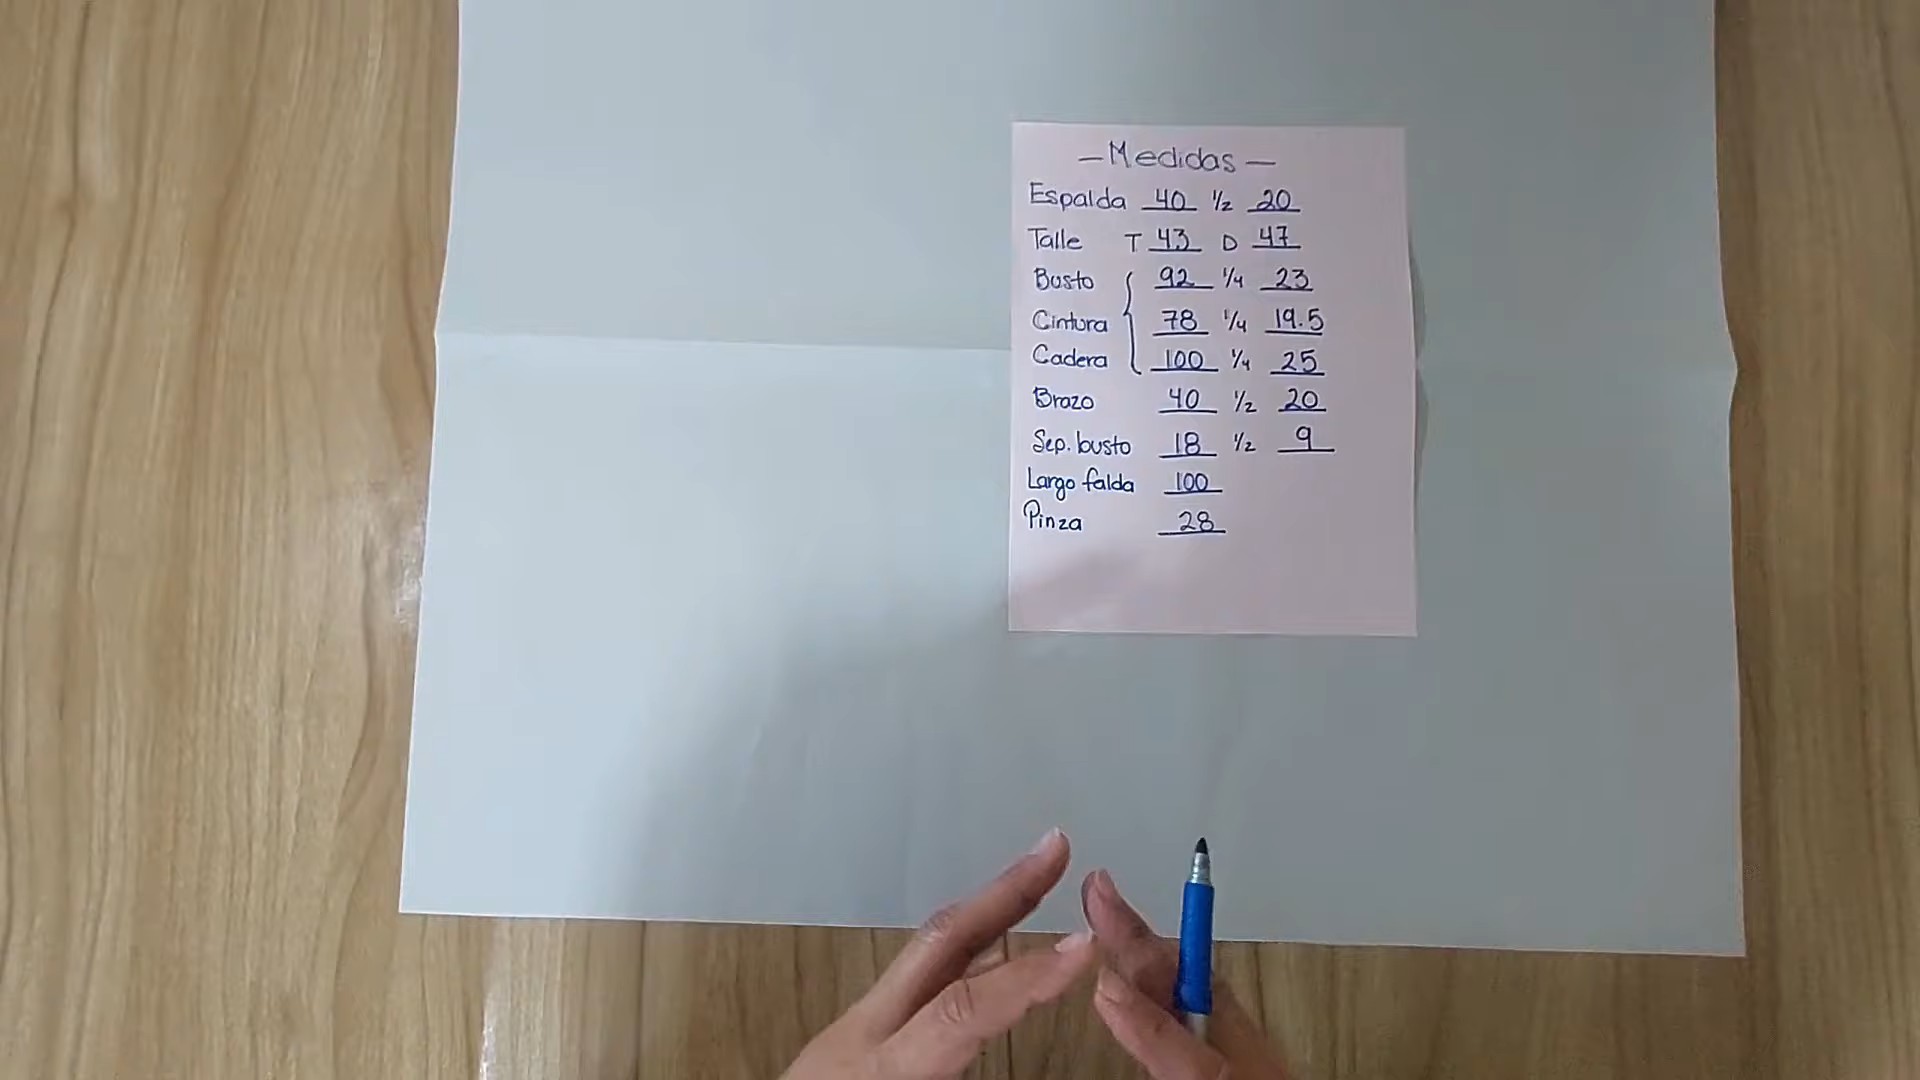 - Medidas -
Espalda 40 1/2 20
Talle T 43 D 47
Busto { 92 1/4 23
Cintura 78 1/4 19.5
Cadera 100 1/4 25
Brazo 40 1/2 20
Sep. busto 18 1/2 9
Largo falda 100
Pinza 28